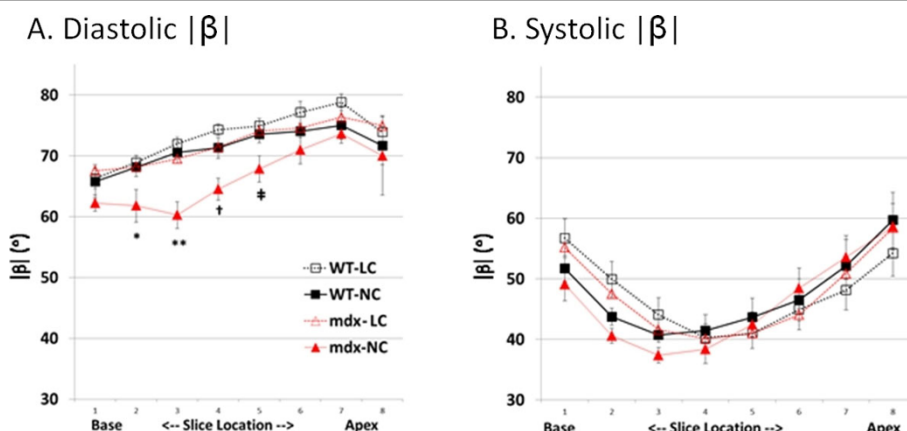 A. Diastolic |β|
B. Systolic |β|
|β| (°)
80
70
60
50
40
30
*
**
†
‡
WT-LC
WT-NC
mdx-LC
mdx-NC
1 2 3 4 5 6 7 8
Base <-- Slice Location --> Apex
|β| (°)
80
70
60
50
40
30
1 2 3 4 5 6 7 8
Base <-- Slice Location --> Apex